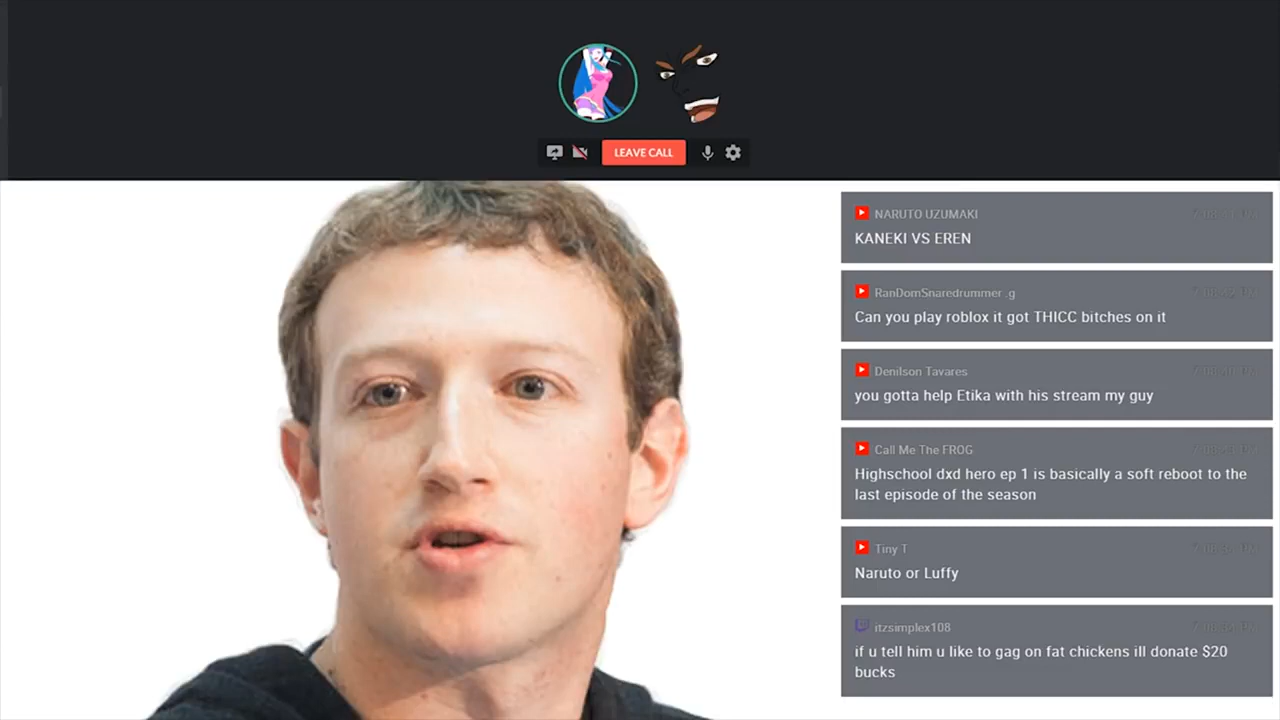 LEAVE CALL
NARUTO UZUMAKI
KANEKI VS EREN
RanDomSnaredrummer .g
Can you play roblox it got THICC bitches on it
Denilson Tavares
you gotta help Etika with his stream my guy
Call Me The FROG
Highschool dxd hero ep 1 is basically a soft reboot to the
last episode of the season
Tiny T
Naruto or Luffy
itzsimplex108
if u tell him u like to gag on fat chickens ill donate $20
bucks